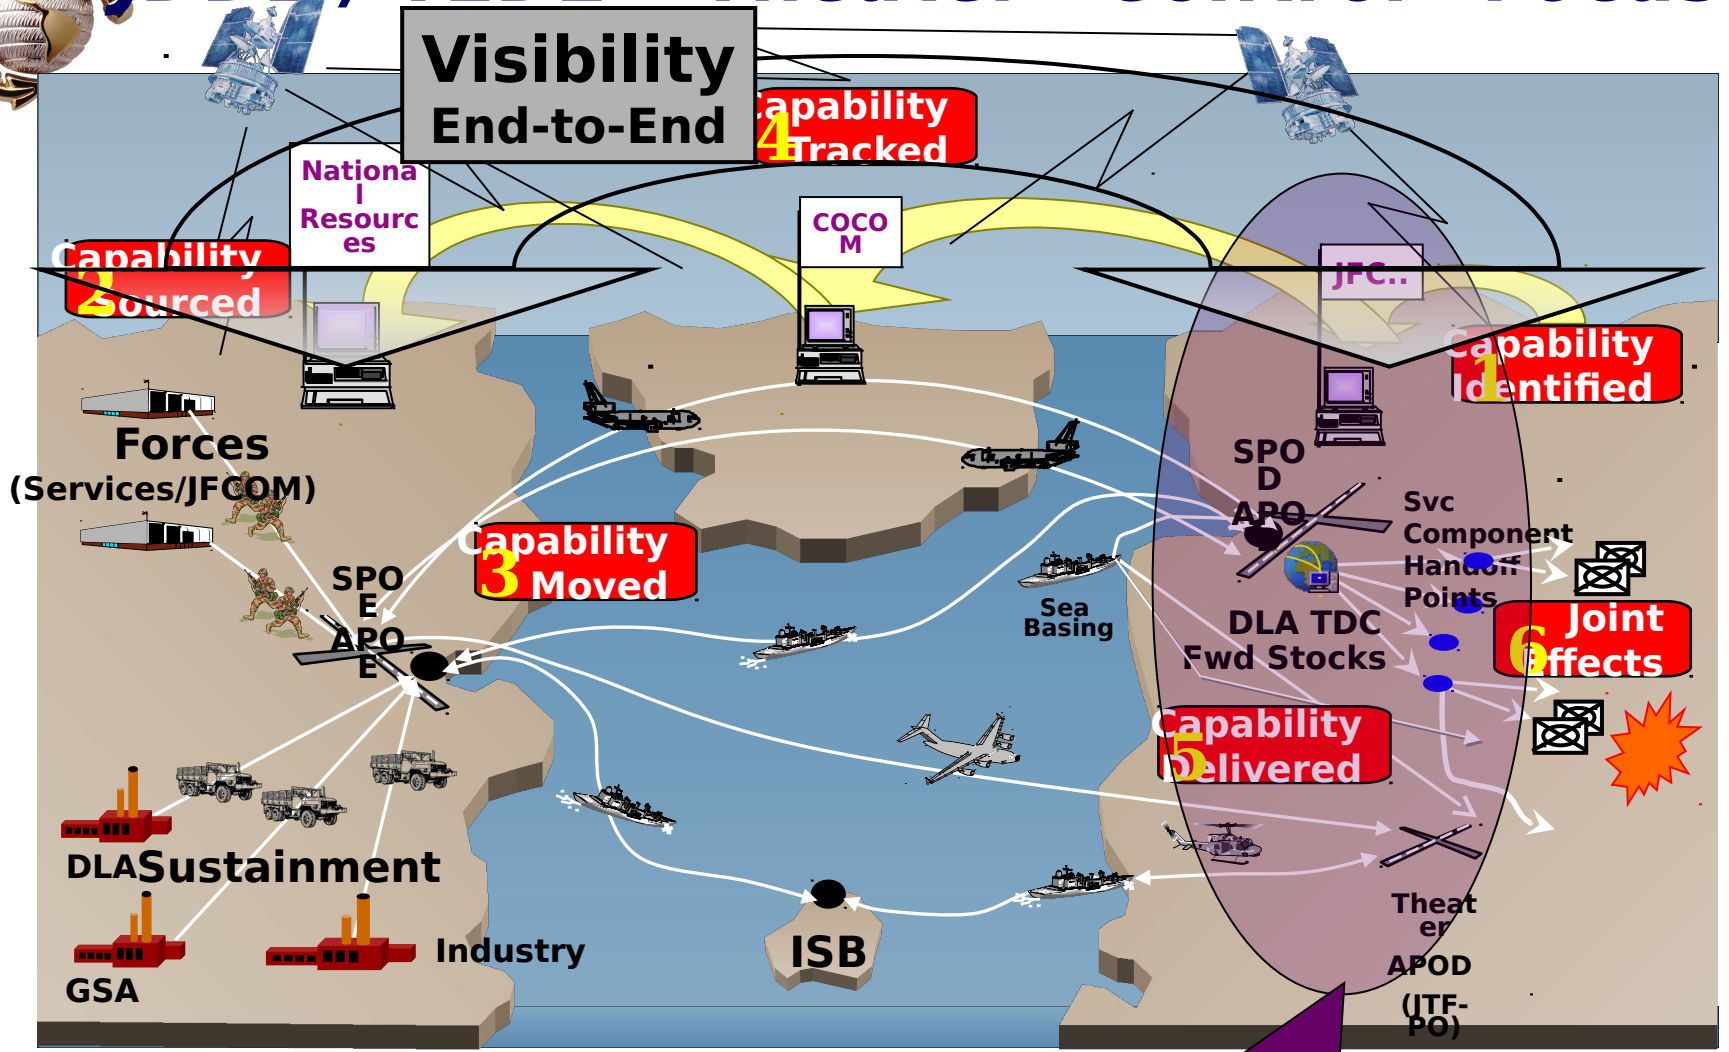 Visibility
End-to-End
Capability
4
Tracked
Nationa
l
Resourc
es
COCO
M
JFC..
Capability
2
Sourced
Capability
1
Identified
Forces
(Services/JFCOM)
SPO
D
APO
Svc
Component
Handoff
Points
Capability
3 Moved
SPO
E
APO
E
Sea
Basing
DLA TDC
Fwd Stocks
Joint
6
Effects
Capability
5
Delivered
DLA
Sustainment
Theat
er
APOD
(JTF-
PO)
Industry
ISB
GSA